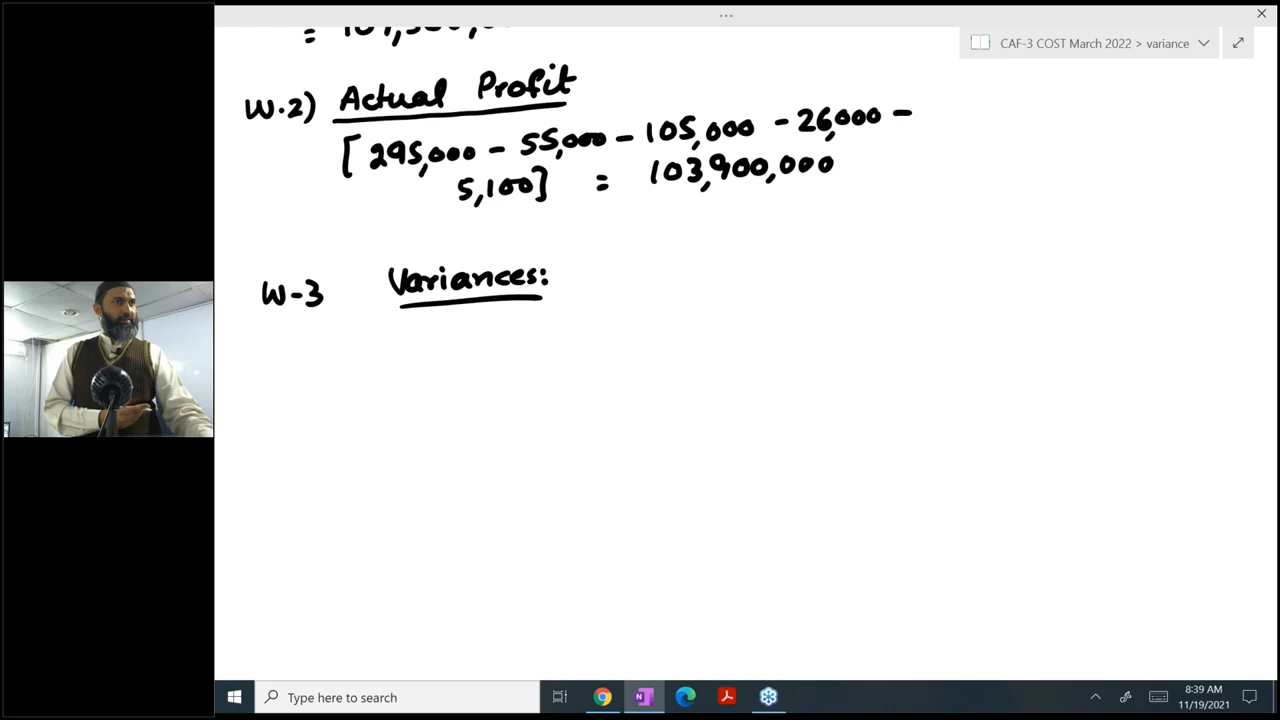 CAF-3 COST March 2022 > variance
W.2) Actual Profit
[295,000 - 55,000 - 105,000 - 26,000 -
5,100] = 103,900,000
W-3 Variances:
Type here to search
8:39 AM
11/19/2021